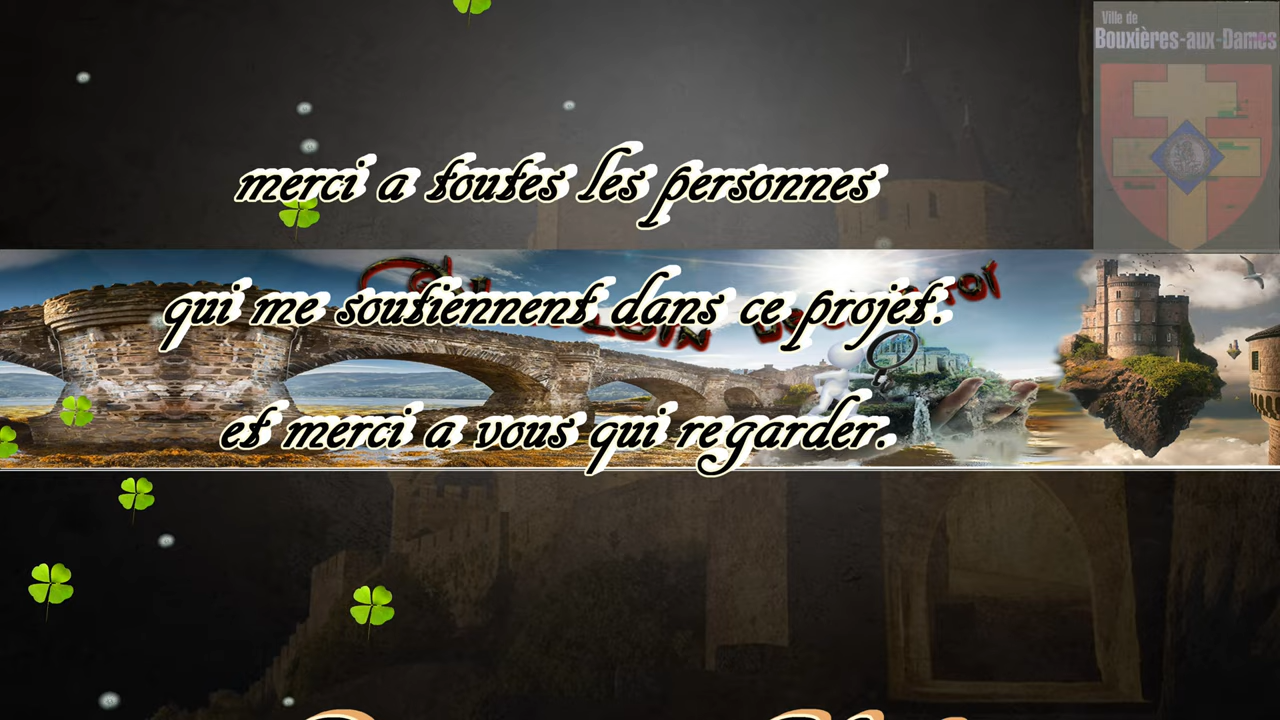 Ville de
Bouxières-aux-Dames
merci a toutes les personnes
qui me soutiennent dans ce projet.
et merci a vous qui regarder.